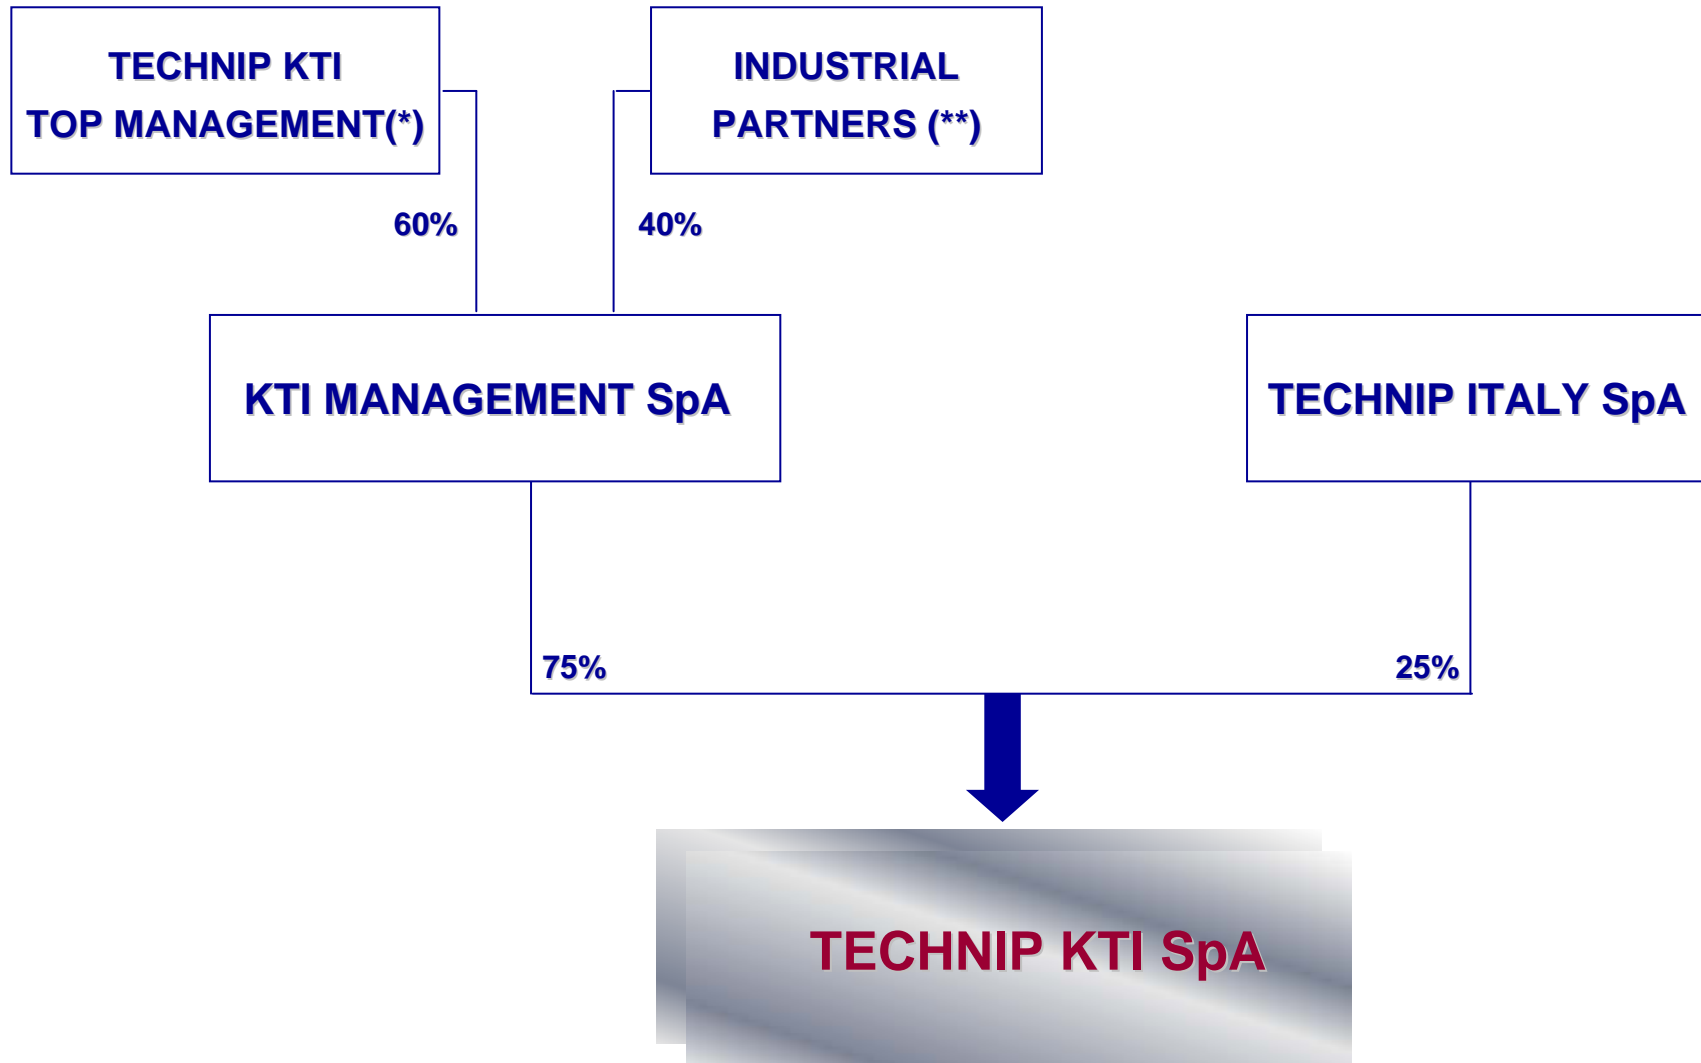 TECHNIP KTI
TOP MANAGEMENT(*)
INDUSTRIAL
PARTNERS (**)
60%
40%
KTI MANAGEMENT SpA
TECHNIP ITALY SpA
75%
25%
TECHNIP KTI SpA